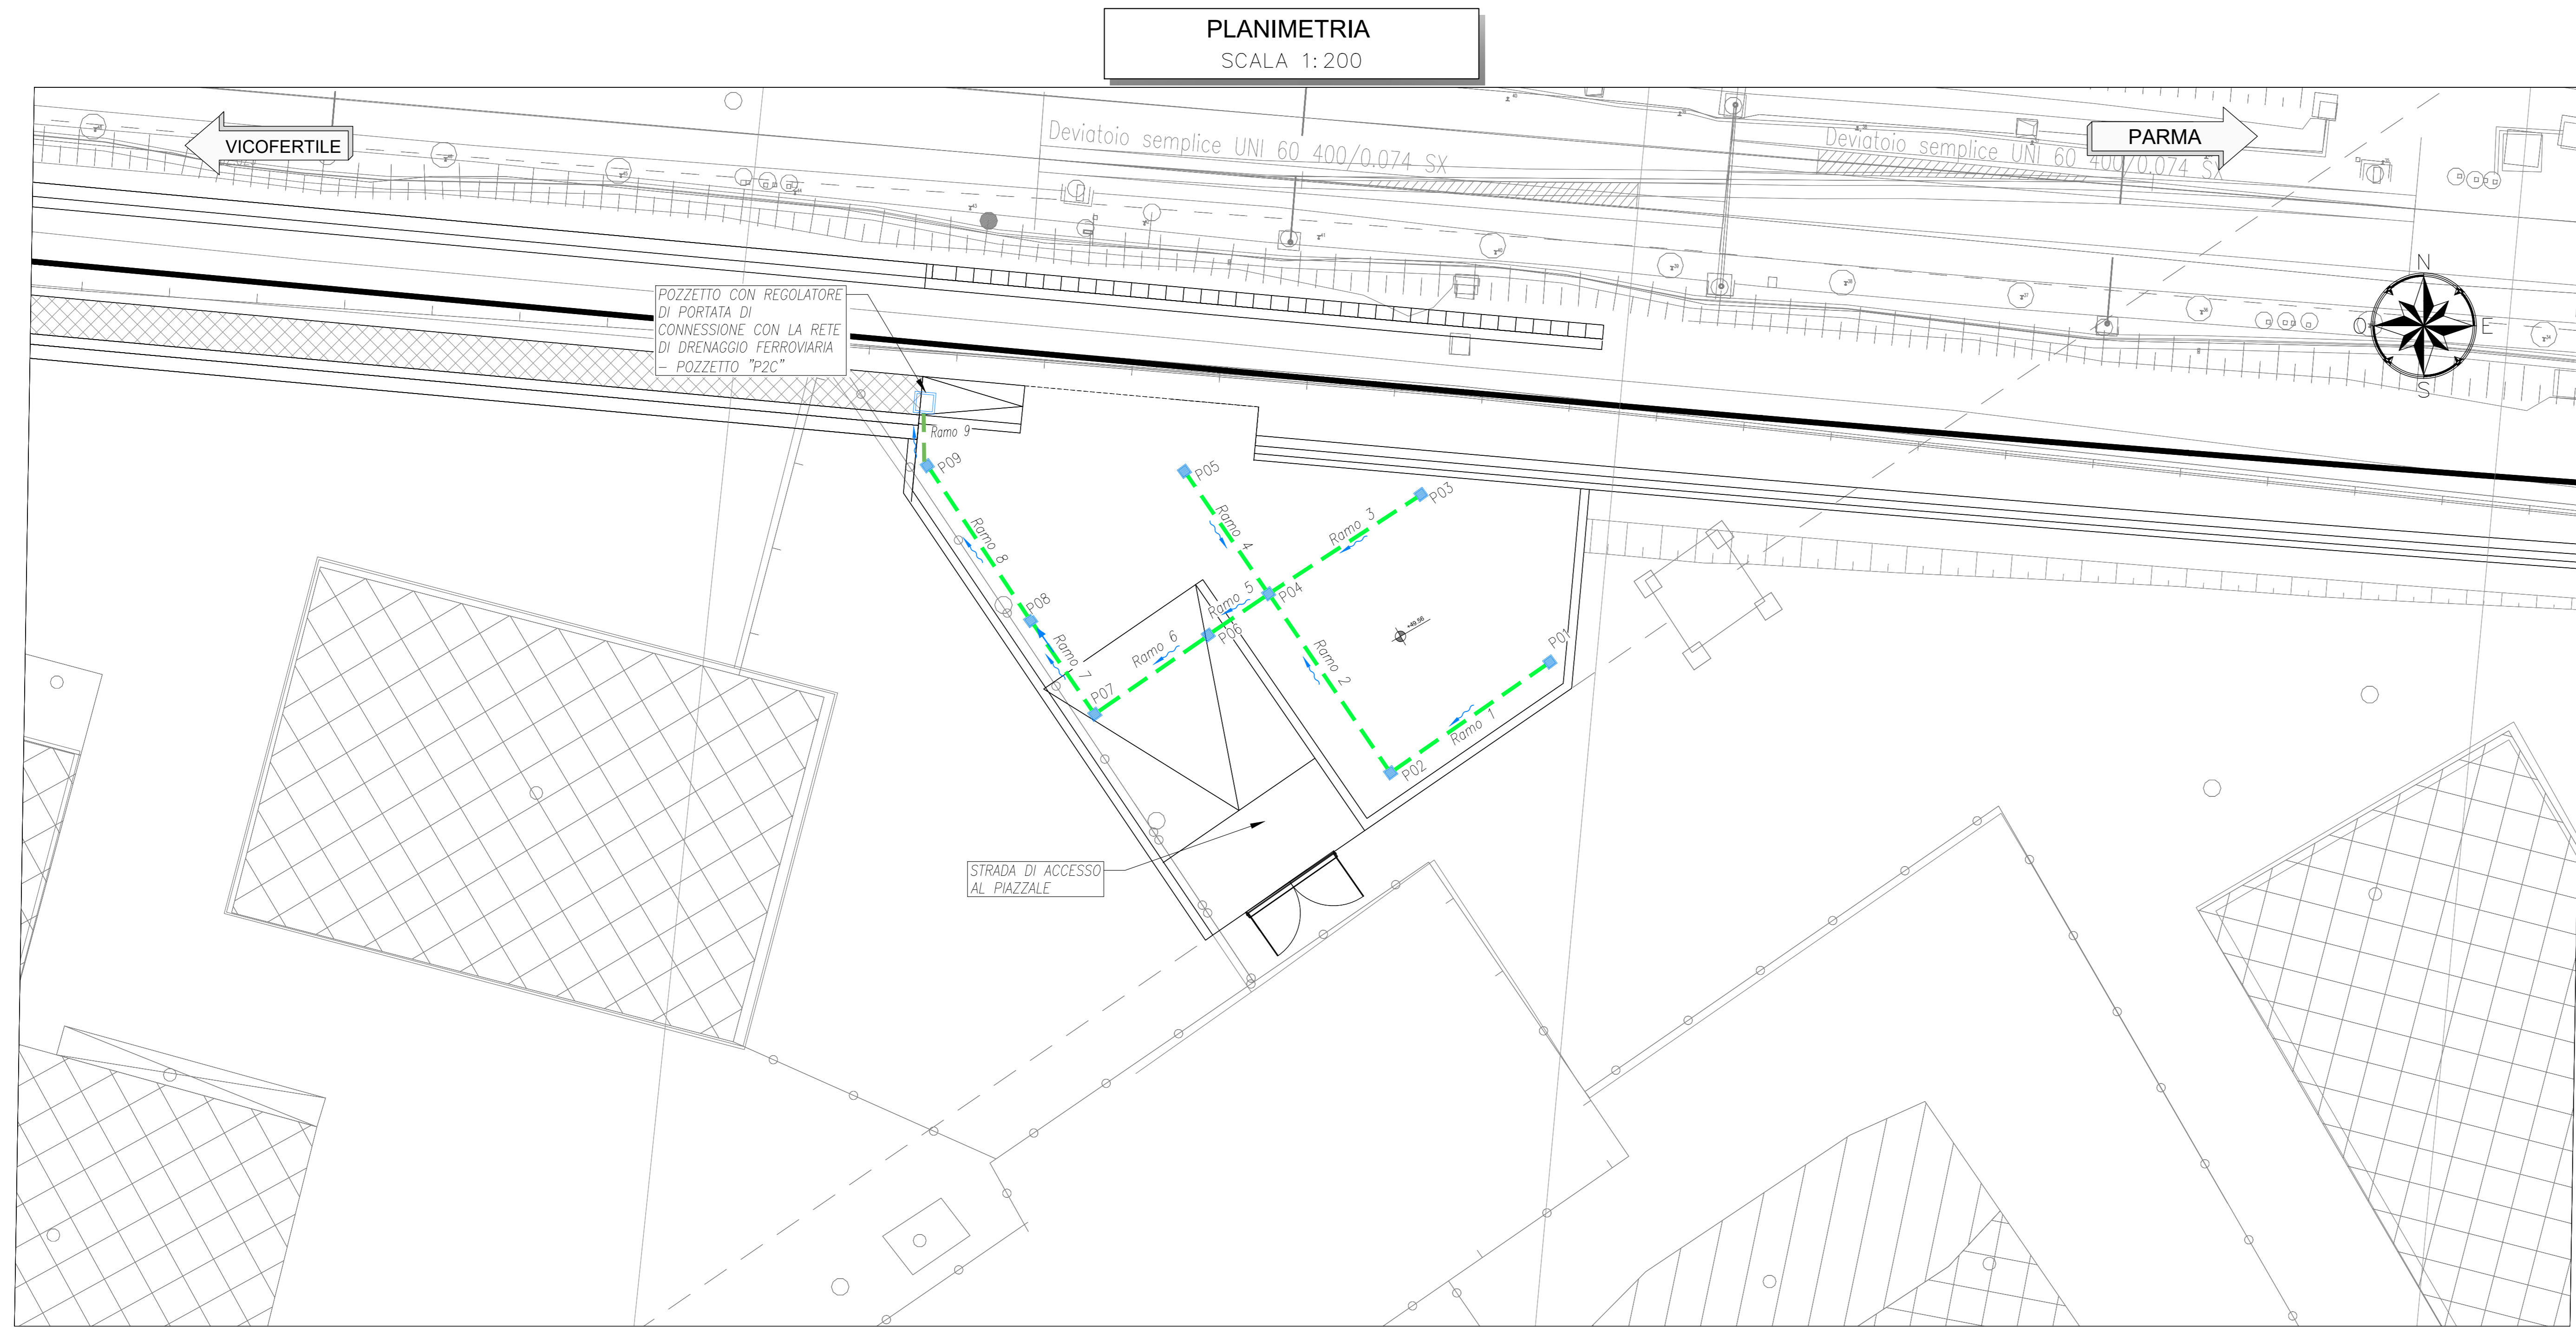 PLANIMETRIA
SCALA 1:200
VICOFERTILE
Deviatoio semplice UNI 60 400/0.074 SX
Deviatoio semplice UNI 60 400/0.074 SX
PARMA
N
O
E
S
POZZETTO CON REGOLATORE
DI PORTATA DI
CONNESSIONE CON LA RETE
DI DRENAGGIO FERROVIARIA
– POZZETTO "P2C"
Ramo 9
P09
P05
P03
Ramo 4
Ramo 3
Ramo 8
P04
Ramo 5
P08
P06
+49.66
P01
Ramo 6
Ramo 7
Ramo 2
P07
Ramo 1
P02
STRADA DI ACCESSO
AL PIAZZALE